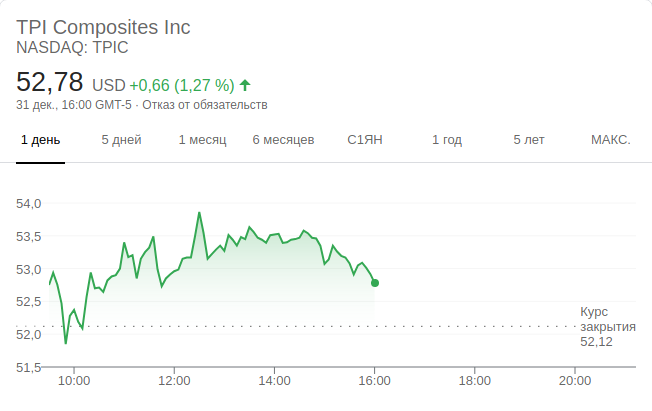 TPI Composites Inc
NASDAQ: TPIC
52,78 USD +0,66 (1,27 %)
31 дек., 16:00 GMT-5 · Отказ от обязательств
1 день 5 дней 1 месяц 6 месяцев С1ЯН 1 год 5 лет МАКС.
54,0
53,5
53,0
52,5
52,0
51,5
Курс
закрытия
52,12
10:00 12:00 14:00 16:00 18:00 20:00